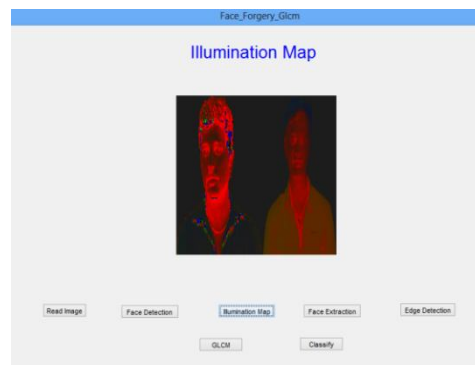 Face_Forgery_Glcm
Illumination Map
Read Image Face Detection Illumination Map Face Extraction Edge Detection
GLCM Classify